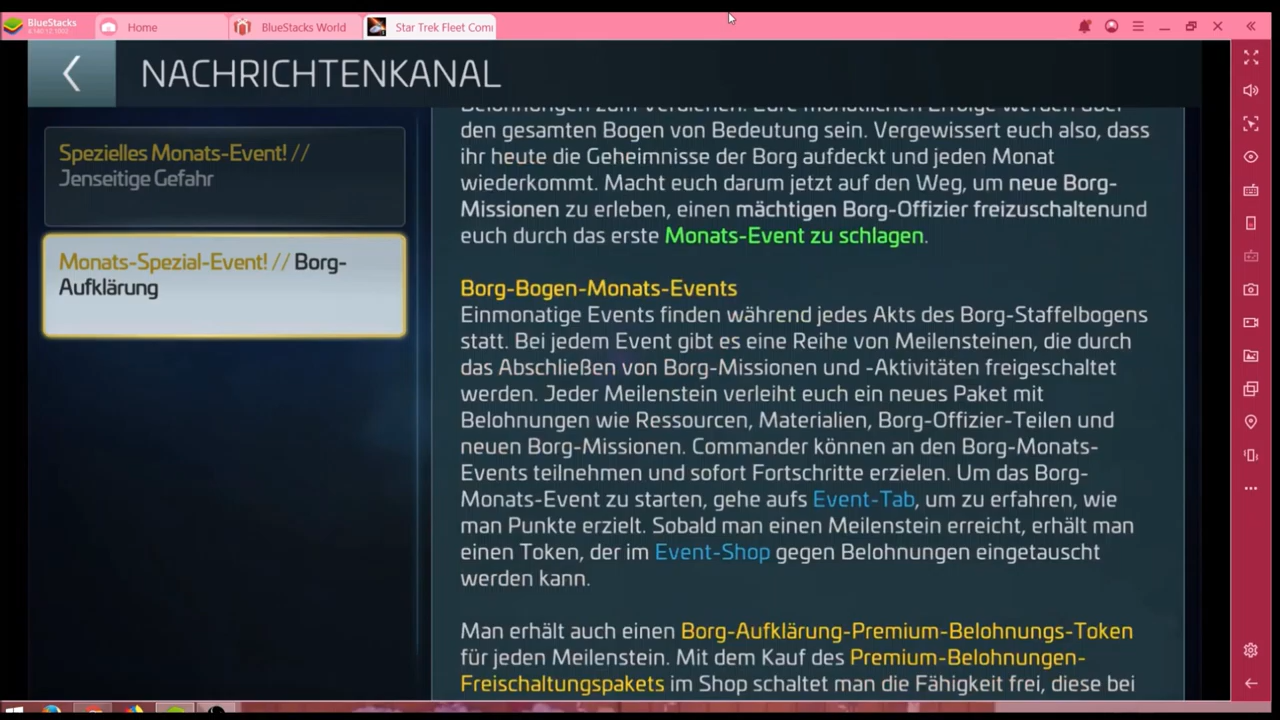 BlueStacks
Home
BlueStacks World
Star Trek Fleet Com
NACHRICHTENKANAL
Spezielles Monats-Event! //
Jenseitige Gefahr
Monats-Spezial-Event! // Borg-
Aufklärung
Belohnungen zum Verdienen. Eure monatlichen Erfolge werden über
den gesamten Bogen von Bedeutung sein. Vergewissert euch also, dass
ihr heute die Geheimnisse der Borg aufdeckt und jeden Monat
wiederkommt. Macht euch darum jetzt auf den Weg, um neue Borg-
Missionen zu erleben, einen mächtigen Borg-Offizier freizuschaltenund
euch durch das erste Monats-Event zu schlagen.
Borg-Bogen-Monats-Events
Einmonatige Events finden während jedes Akts des Borg-Staffelbogens
statt. Bei jedem Event gibt es eine Reihe von Meilensteinen, die durch
das Abschließen von Borg-Missionen und -Aktivitäten freigeschaltet
werden. Jeder Meilenstein verleiht euch ein neues Paket mit
Belohnungen wie Ressourcen, Materialien, Borg-Offizier-Teilen und
neuen Borg-Missionen. Commander können an den Borg-Monats-
Events teilnehmen und sofort Fortschritte erzielen. Um das Borg-
Monats-Event zu starten, gehe aufs Event-Tab, um zu erfahren, wie
man Punkte erzielt. Sobald man einen Meilenstein erreicht, erhält man
einen Token, der im Event-Shop gegen Belohnungen eingetauscht
werden kann.
Man erhält auch einen Borg-Aufklärung-Premium-Belohnungs-Token
für jeden Meilenstein. Mit dem Kauf des Premium-Belohnungen-
Freischaltungspakets im Shop schaltet man die Fähigkeit frei, diese bei